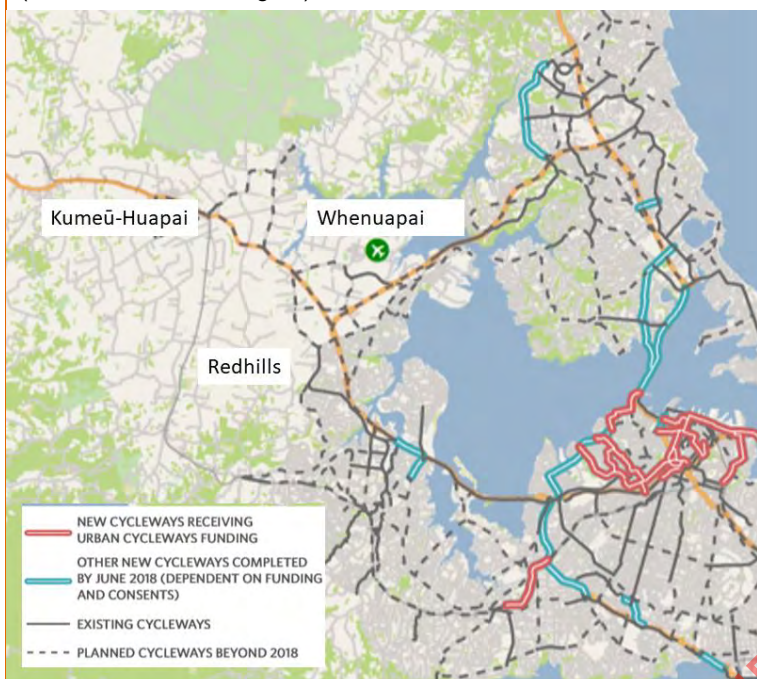 Kumeū-Huapai
Whenuapai
Redhills
NEW CYCLEWAYS RECEIVING
URBAN CYCLEWAYS FUNDING
OTHER NEW CYCLEWAYS COMPLETED
BY JUNE 2018 (DEPENDENT ON FUNDING
AND CONSENTS)
EXISTING CYCLEWAYS
PLANNED CYCLEWAYS BEYOND 2018